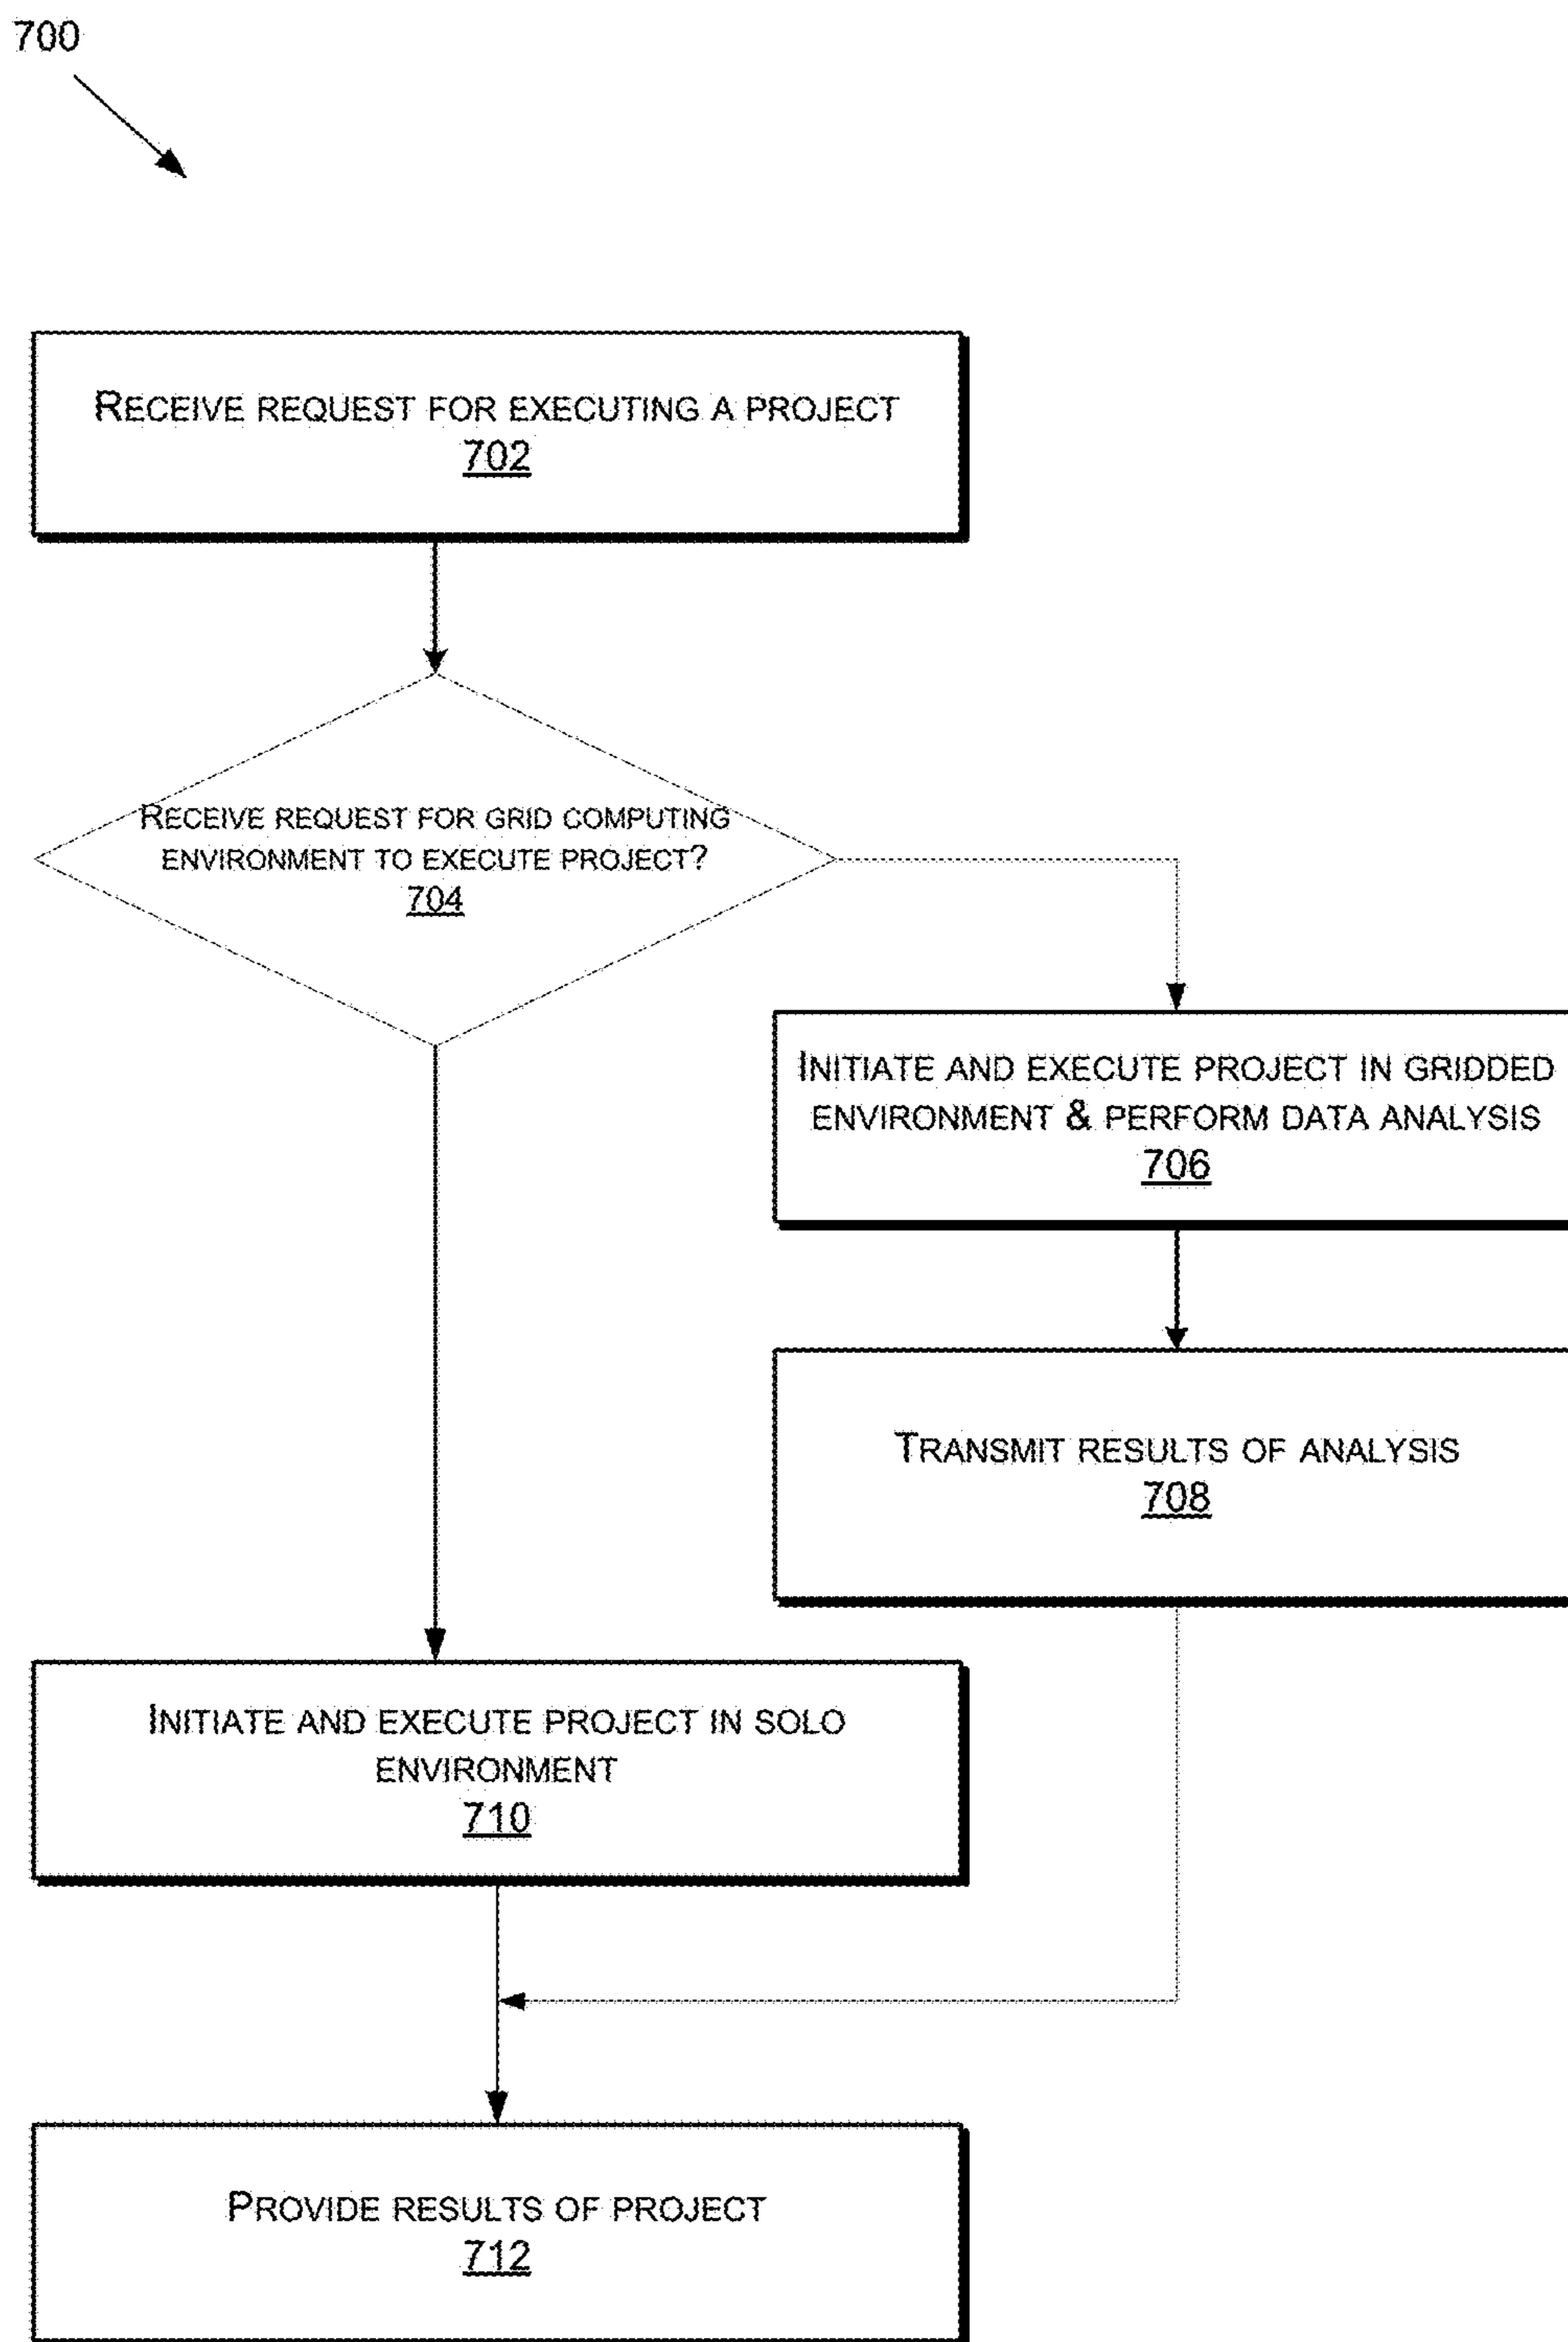 700
RECEIVE REQUEST FOR EXECUTING A PROJECT
702
RECEIVE REQUEST FOR GRID COMPUTING
ENVIRONMENT TO EXECUTE PROJECT?
704
INITIATE AND EXECUTE PROJECT IN GRIDDED
ENVIRONMENT & PERFORM DATA ANALYSIS
706
TRANSMIT RESULTS OF ANALYSIS
708
INITIATE AND EXECUTE PROJECT IN SOLO
ENVIRONMENT
710
PROVIDE RESULTS OF PROJECT
712